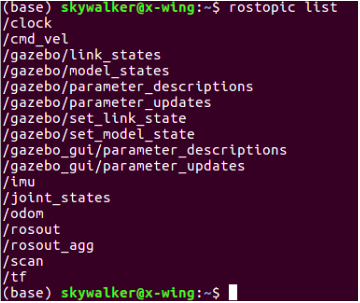 (base) skywalker@x-wing:~$ rostopic list
/clock
/cmd_vel
/gazebo/link_states
/gazebo/model_states
/gazebo/parameter_descriptions
/gazebo/parameter_updates
/gazebo/set_link_state
/gazebo/set_model_state
/gazebo_gui/parameter_descriptions
/gazebo_gui/parameter_updates
/imu
/joint_states
/odom
/rosout
/rosout_agg
/scan
/tf
(base) skywalker@x-wing:~$